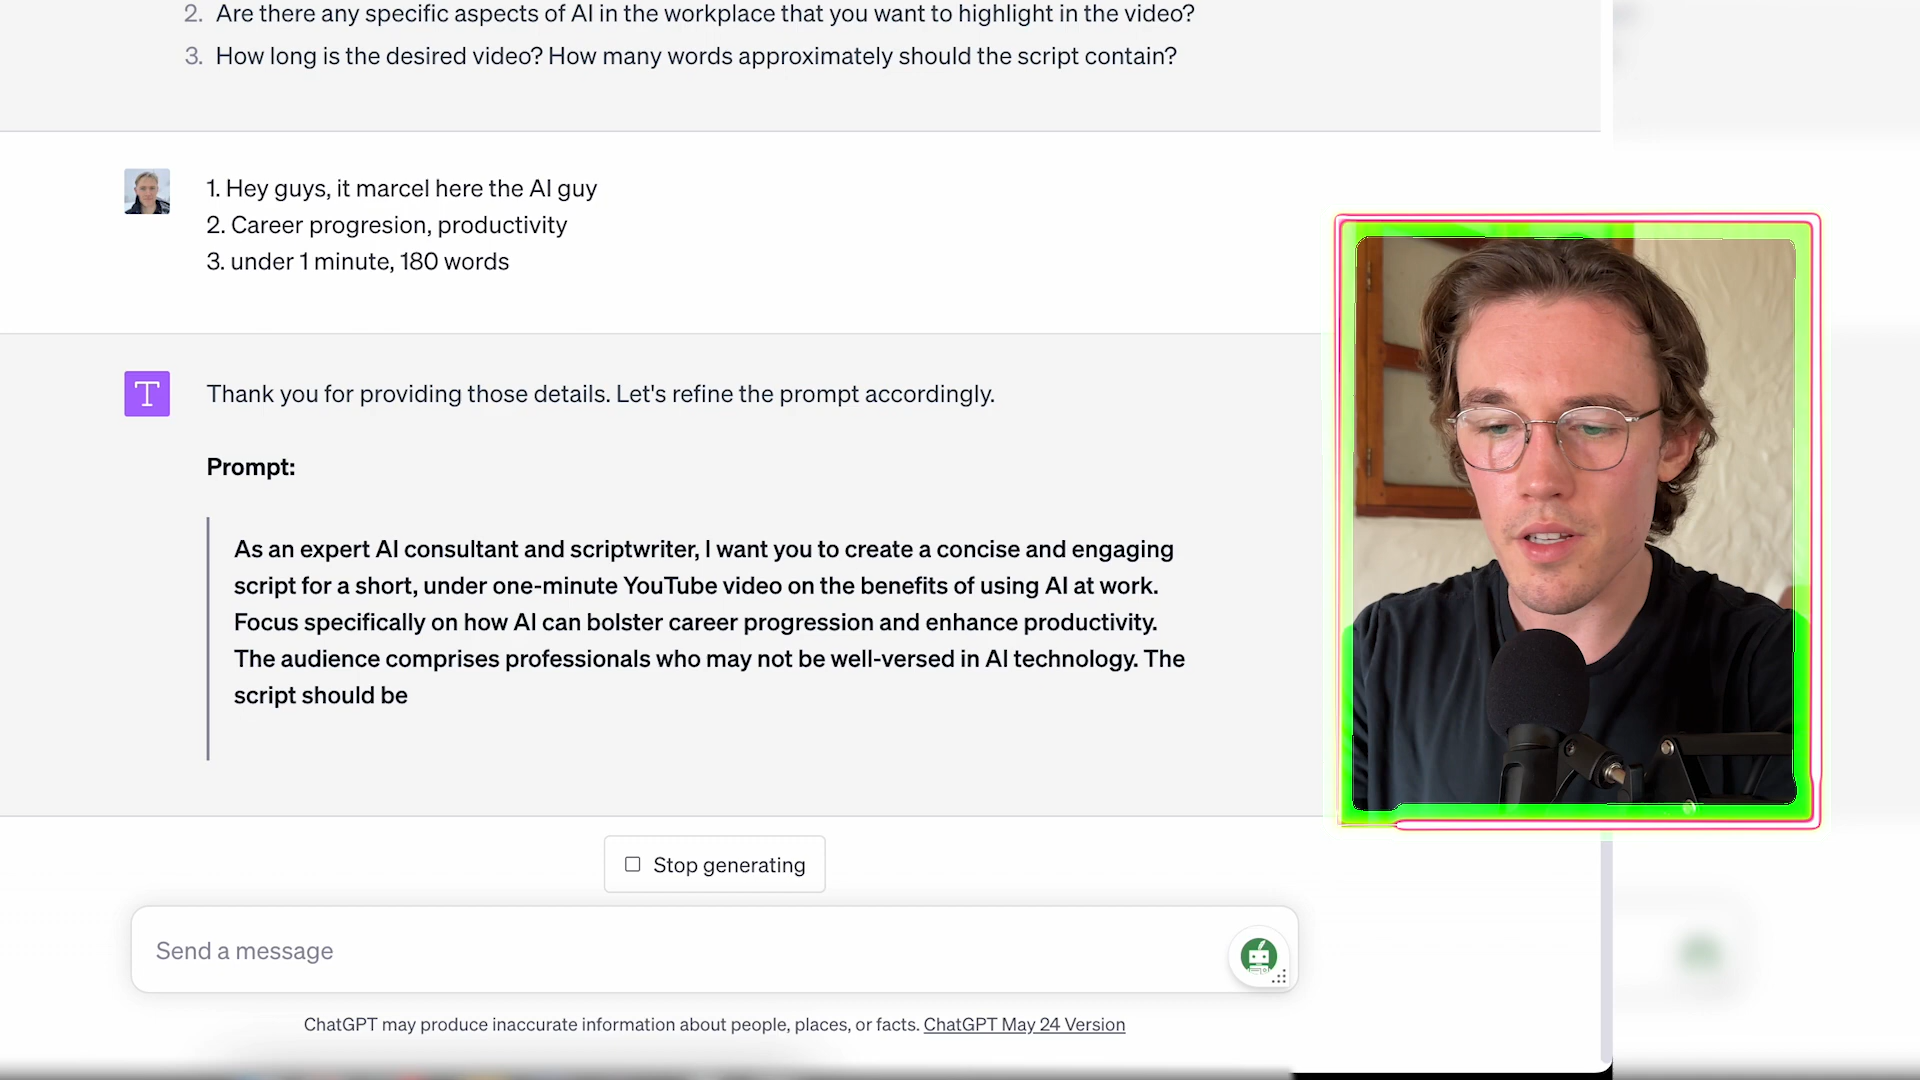 2. Are there any specific aspects of AI in the workplace that you want to highlight in the video?
3. How long is the desired video? How many words approximately should the script contain?
1. Hey guys, it marcel here the AI guy
2. Career progresion, productivity
3. under 1 minute, 180 words
T
Thank you for providing those details. Let's refine the prompt accordingly.
Prompt:
As an expert AI consultant and scriptwriter, I want you to create a concise and engaging
script for a short, under one-minute YouTube video on the benefits of using AI at work.
Focus specifically on how AI can bolster career progression and enhance productivity.
The audience comprises professionals who may not be well-versed in AI technology. The
script should be
Stop generating
Send a message
ChatGPT may produce inaccurate information about people, places, or facts. ChatGPT May 24 Version